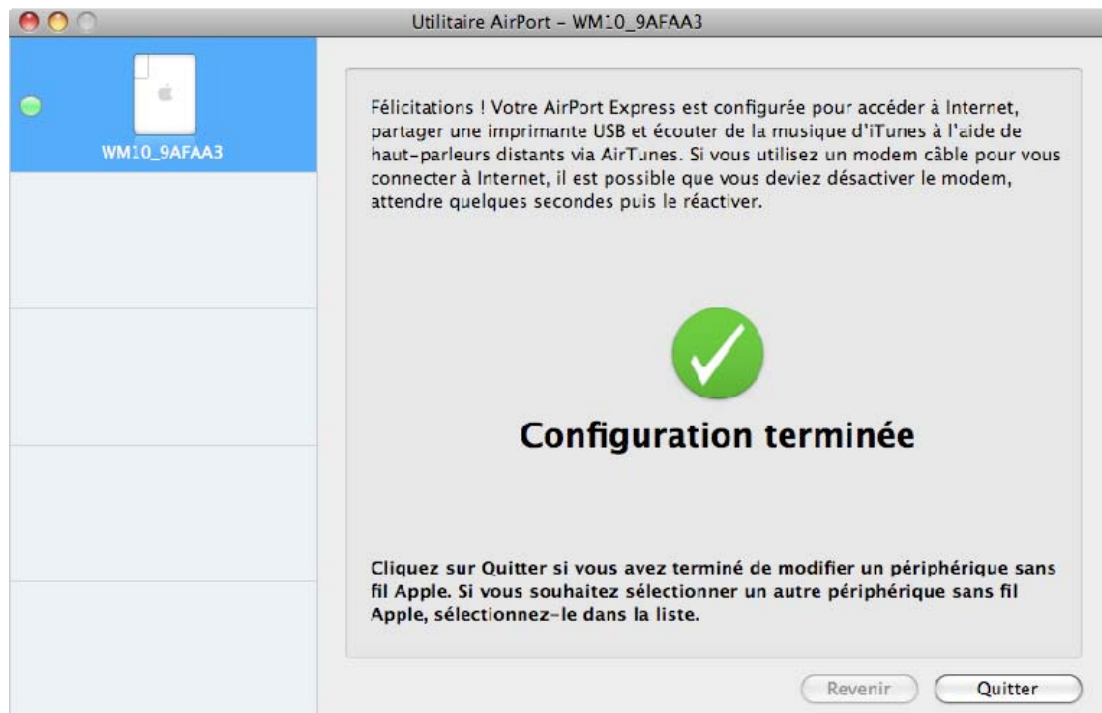 Utilitaire AirPort – WM10_9AFAA3
WM10_9AFAA3
Félicitations ! Votre AirPort Express est configurée pour accéder à Internet,
partager une imprimante USB et écouter de la musique d'iTunes à l'aide de
haut-parleurs distants via AirTunes. Si vous utilisez un modem câble pour vous
connecter à Internet, il est possible que vous deviez désactiver le modem,
attendre quelques secondes puis le réactiver.
Configuration terminée
Cliquez sur Quitter si vous avez terminé de modifier un périphérique sans
fil Apple. Si vous souhaitez sélectionner un autre périphérique sans fil
Apple, sélectionnez-le dans la liste.
Revenir
Quitter